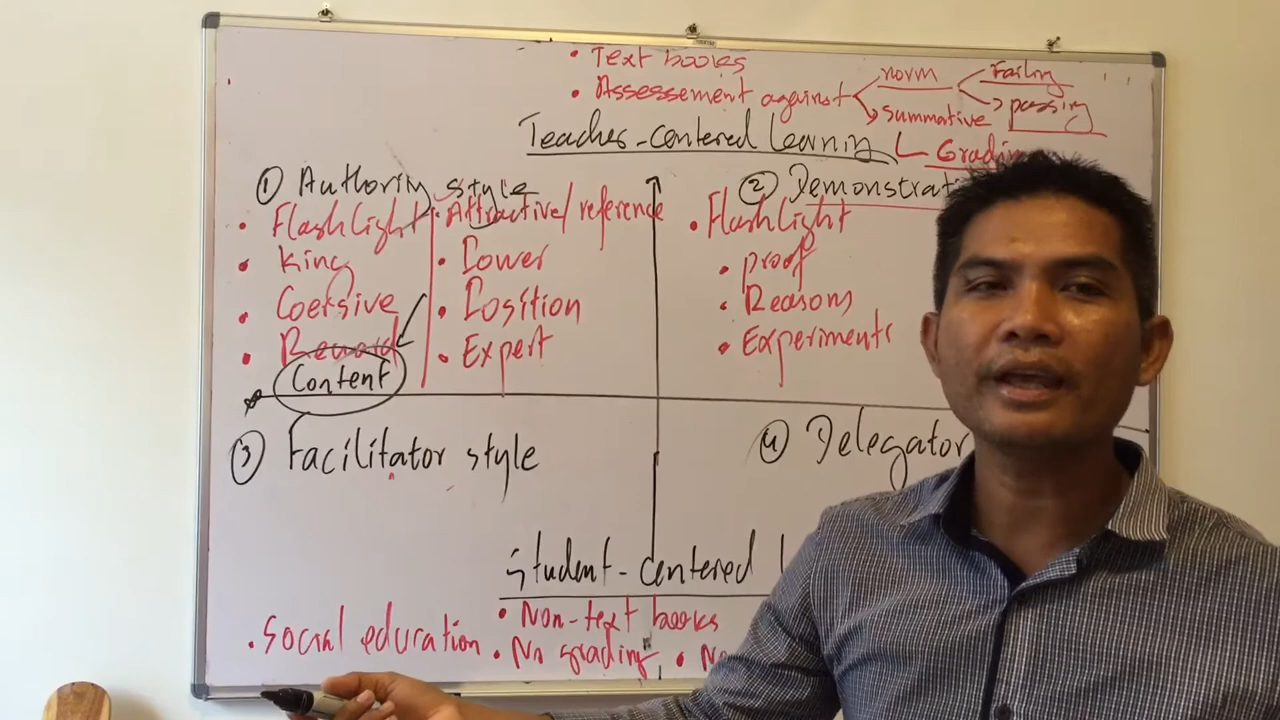 • Text books
• Assessement against norm Failing
summative passing
Teacher-centered Learning Grading
① Authority style
② Demonstrat
• Flashlight
• King
• Coersive
• Reward
Content
• Attractive/reference
• Power
• Position
• Expert
• Flashlight
• proof
• Reasons
• Experiments
③ Facilitator style
④ Delegator
Student-centered L
• Non-text books
• Social education • No grading • No